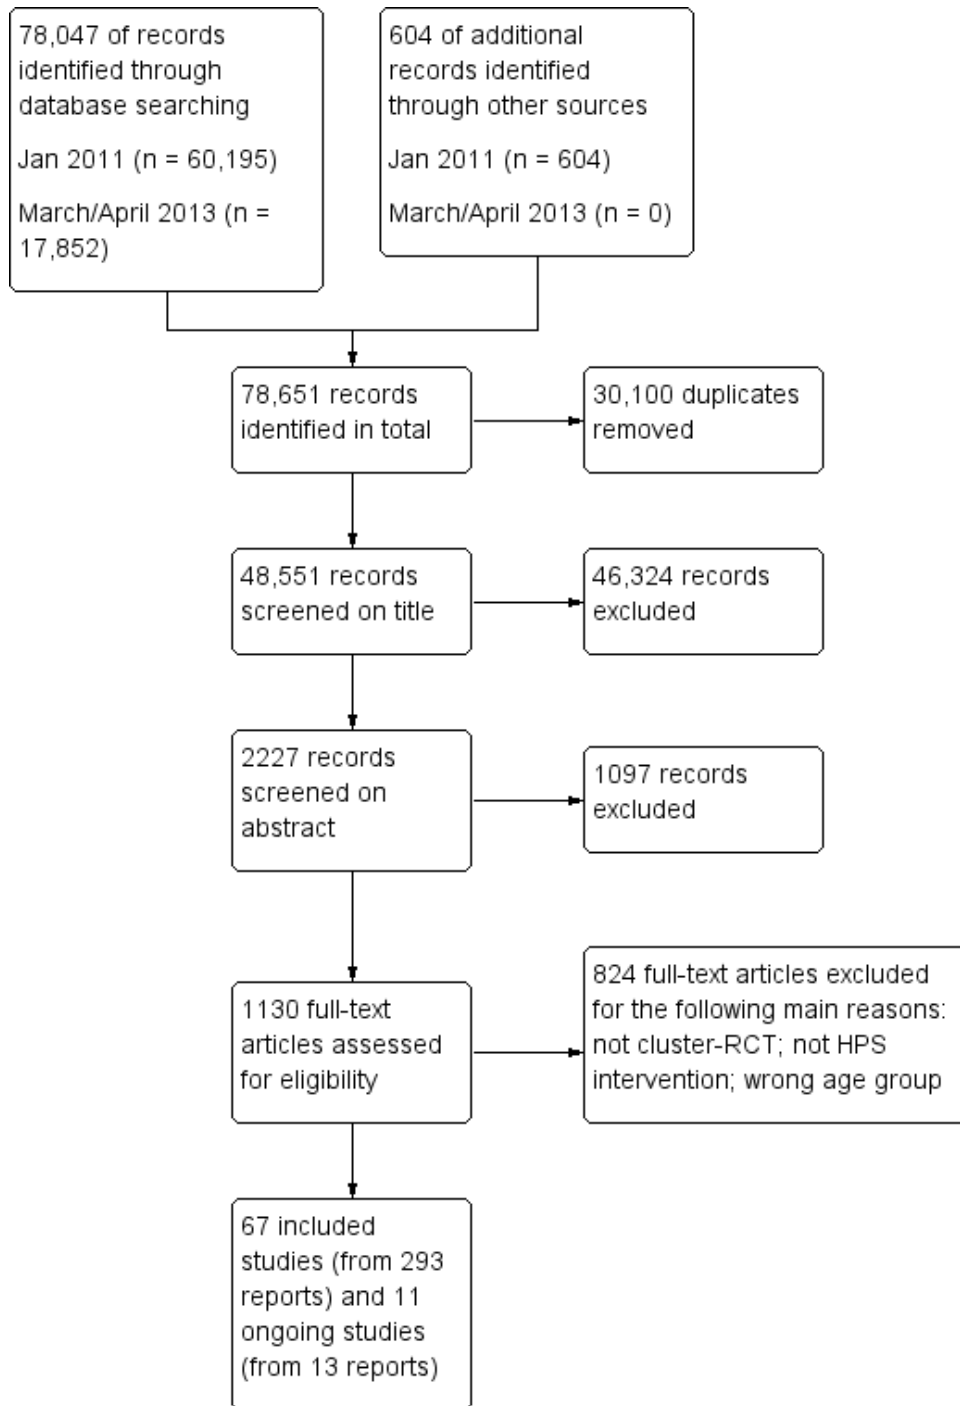 78,047 of records
identified through
database searching
Jan 2011 (n = 60,195)
March/April 2013 (n =
17,852)
604 of additional
records identified
through other sources
Jan 2011 (n = 604)
March/April 2013 (n = 0)
78,651 records
identified in total
30,100 duplicates
removed
48,551 records
screened on title
46,324 records
excluded
2227 records
screened on
abstract
1097 records
excluded
1130 full-text
articles assessed
for eligibility
824 full-text articles excluded
for the following main reasons:
not cluster-RCT; not HPS
intervention; wrong age group
67 included
studies (from 293
reports) and 11
ongoing studies
(from 13 reports)